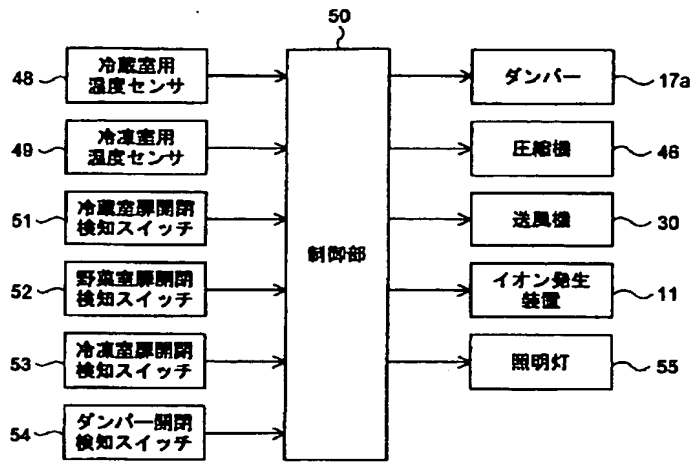 50
48
冷蔵室用
温度センサ
49
冷凍室用
温度センサ
51
冷蔵室扉開閉
検知スイッチ
52
野菜室扉開閉
検知スイッチ
53
冷凍室扉開閉
検知スイッチ
54
ダンパー開閉
検知スイッチ
制御部
ダンパー
17a
圧縮機
46
送風機
30
イオン発生
装置
11
照明灯
55